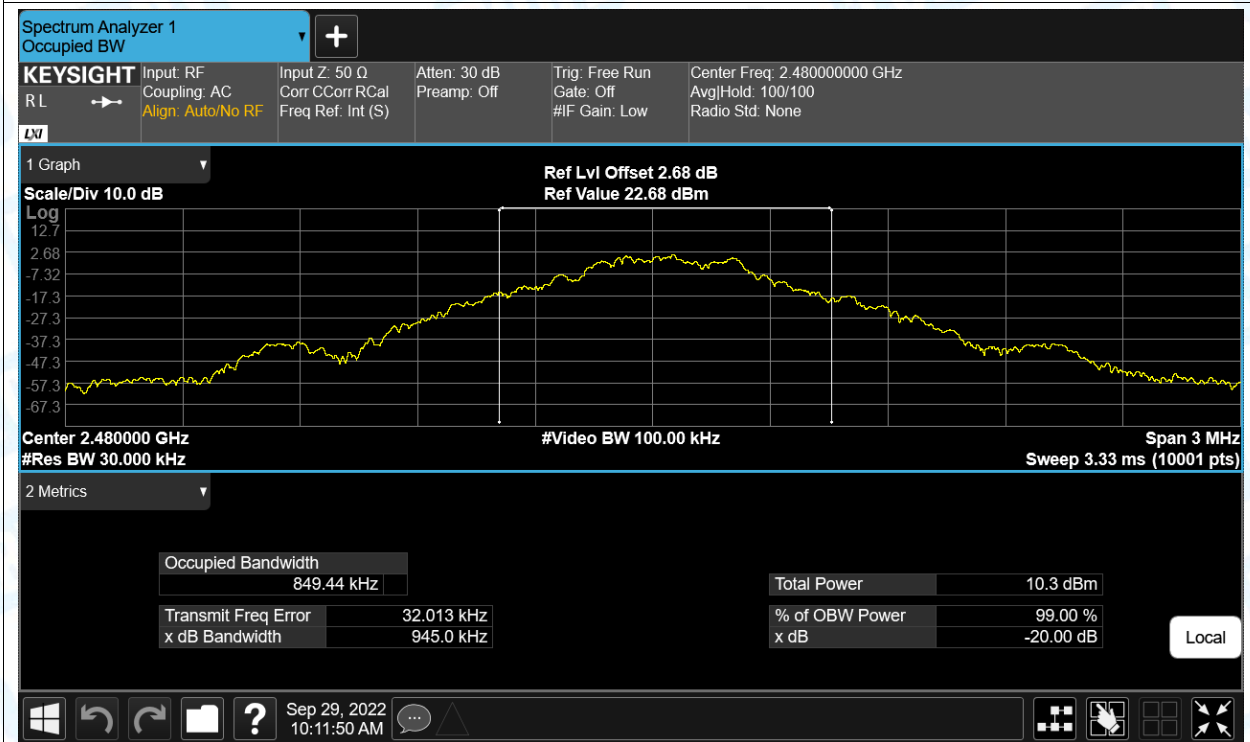 Spectrum Analyzer 1
Occupied BW
KEYSIGHT
R L
LXI
Input: RF
Coupling: AC
Align: Auto/No RF
Input Z: 50 Ω
Corr CCorr RCal
Freq Ref: Int (S)
Atten: 30 dB
Preamp: Off
Trig: Free Run
Gate: Off
#IF Gain: Low
Center Freq: 2.480000000 GHz
Avg|Hold: 100/100
Radio Std: None
1 Graph
Scale/Div 10.0 dB
Ref Lvl Offset 2.68 dB
Ref Value 22.68 dBm
Log
12.7
2.68
-7.32
-17.3
-27.3
-37.3
-47.3
-57.3
-67.3
Center 2.480000 GHz
#Video BW 100.00 kHz
Span 3 MHz
#Res BW 30.000 kHz
Sweep 3.33 ms (10001 pts)
2 Metrics
Occupied Bandwidth
849.44 kHz
Total Power 10.3 dBm
Transmit Freq Error 32.013 kHz
% of OBW Power 99.00 %
x dB Bandwidth 945.0 kHz
x dB -20.00 dB
Local
?
Sep 29, 2022
10:11:50 AM